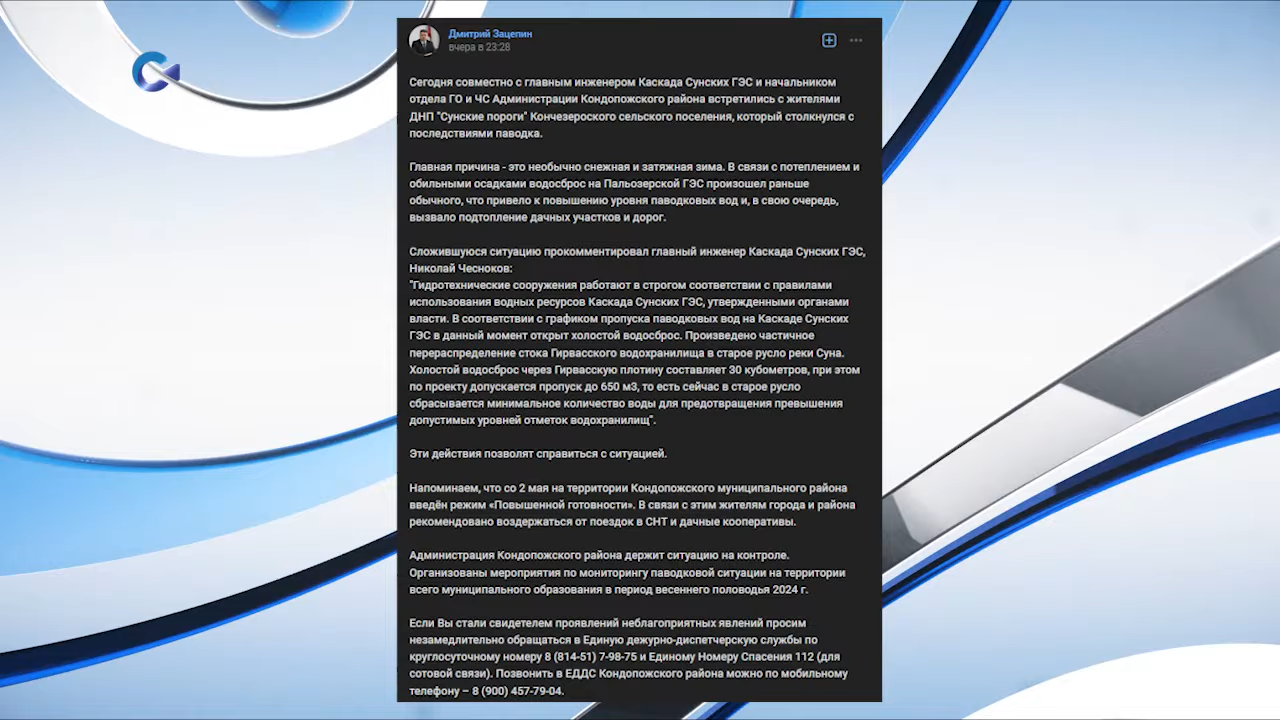 Дмитрий Зацепин
вчера в 23:28
Сегодня совместно с главным инженером Каскада Сунских ГЭС и начальником
отдела ГО и ЧС Администрации Кондопожского района встретились с жителями
ДНП "Сунские пороги" Кончезероского сельского поселения, который столкнулся с
последствиями паводка.
Главная причина - это необычно снежная и затяжная зима. В связи с потеплением и
обильными осадками водосброс на Пальозерской ГЭС произошел раньше
обычного, что привело к повышению уровня паводковых вод и, в свою очередь,
вызвало подтопление дачных участков и дорог.
Сложившуюся ситуацию прокомментировал главный инженер Каскада Сунских ГЭС,
Николай Чесноков:
"Гидротехнические сооружения работают в строгом соответствии с правилами
использования водных ресурсов Каскада Сунских ГЭС, утвержденными органами
власти. В соответствии с графиком пропуска паводковых вод на Каскаде Сунских
ГЭС в данный момент открыт холостой водосброс. Произведено частичное
перераспределение стока Гирвасского водохранилища в старое русло реки Суна.
Холостой водосброс через Гирвасскую плотину составляет 30 кубометров, при этом
по проекту допускается пропуск до 650 м3, то есть сейчас в старое русло
сбрасывается минимальное количество воды для предотвращения превышения
допустимых уровней отметок водохранилищ".
Эти действия позволят справиться с ситуацией.
Напоминаем, что со 2 мая на территории Кондопожского муниципального района
введён режим «Повышенной готовности». В связи с этим жителям города и района
рекомендовано воздержаться от поездок в СНТ и дачные кооперативы.
Администрация Кондопожского района держит ситуацию на контроле.
Организованы мероприятия по мониторингу паводковой ситуации на территории
всего муниципального образования в период весеннего половодья 2024 г.
Если Вы стали свидетелем проявлений неблагоприятных явлений просим
незамедлительно обращаться в Единую дежурно-диспетчерскую службы по
круглосуточному номеру 8 (814-51) 7-98-75 и Единому Номеру Спасения 112 (для
сотовой связи). Позвонить в ЕДДС Кондопожского района можно по мобильному
телефону – 8 (900) 457-79-04.